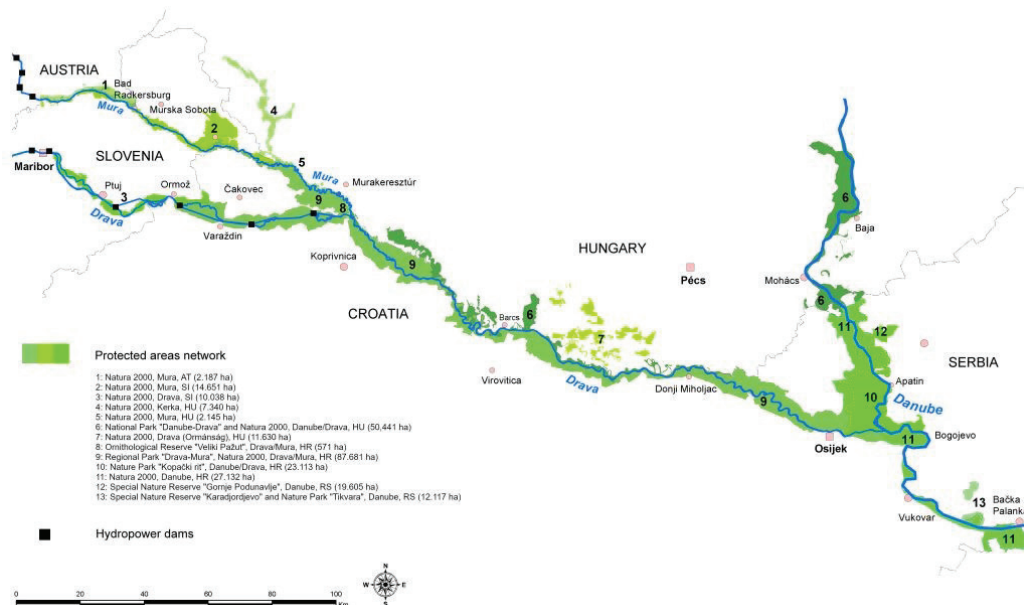 AUSTRIA
1 Bad
Radkersburg
Mura
Murska Sobota
4
2
SLOVENIA
Maribor
5
Mura
Murakeresztúr
Ptuj
3
Ormož
Čakovec
9
8
6
Drava
Varaždin
Baja
HUNGARY
Koprivnica
9
Pécs
Mohács
CROATIA
6
6
11
12
Barcs
7
SERBIA
Protected areas network
Virovitica
Drava
Donji Miholjac
9
Apatin
10
Danube
1: Natura 2000, Mura, AT (2.187 ha)
2: Natura 2000, Mura, SI (14.651 ha)
3: Natura 2000, Drava, SI (10.038 ha)
4: Natura 2000, Kerka, HU (7.340 ha)
5: Natura 2000, Mura, HU (2.145 ha)
6: National Park "Danube-Drava" and Natura 2000, Danube/Drava, HU (50,441 ha)
7: Natura 2000, Drava (Ormánság), HU (11.630 ha)
8: Ornithological Reserve "Veliki Pažut", Drava/Mura, HR (571 ha)
9: Regional Park "Drava-Mura", Natura 2000, Drava/Mura, HR (87.681 ha)
10: Nature Park "Kopački rit", Danube/Drava, HR (23.113 ha)
11: Natura 2000, Danube, HR (27.132 ha)
12: Special Nature Reserve "Gornje Podunavlje", Danube, RS (19.605 ha)
13: Special Nature Reserve "Karadjordjevo" and Nature Park "Tikvara", Danube, RS (12.117 ha)
Osijek
11
Bogojevo
13
Bačka
Palanka
Vukovar
11
Hydropower dams
N
W E
S
0 20 40 60 80 100
Km